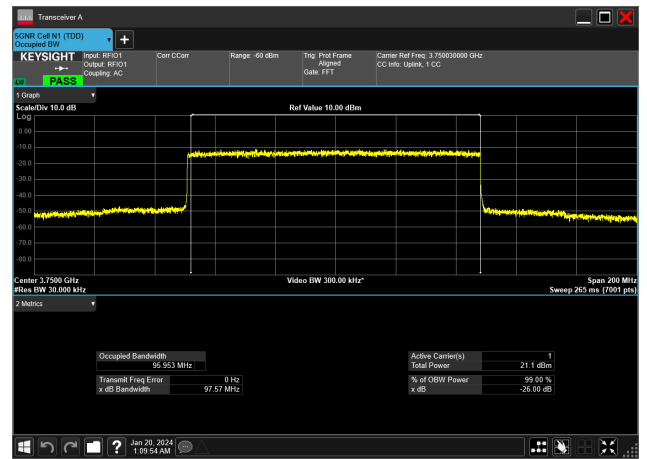 Transceiver A
5GNR Cell N1 (TDD)
Occupied BW
KEYSIGHT
LXI
PASS
Input: RFIO1
Output: RFIO1
Coupling: AC
Corr CCorr
Range: -60 dBm
Trig: Prot Frame
Aligned
Gate: FFT
Carrier Ref Freq: 3.750030000 GHz
CC Info: Uplink, 1 CC
1 Graph
Scale/Div 10.0 dB
Ref Value 10.00 dBm
Log
0.00
-10.0
-20.0
-30.0
-40.0
-50.0
-60.0
-70.0
-80.0
Center 3.7500 GHz
Video BW 300.00 kHz*
Span 200 MHz
#Res BW 30.000 kHz
Sweep 265 ms (7001 pts)
2 Metrics
Occupied Bandwidth
95.953 MHz
Transmit Freq Error 0 Hz
x dB Bandwidth 97.57 MHz
Active Carrier(s) 1
Total Power 21.1 dBm
% of OBW Power 99.00 %
x dB -26.00 dB
?
Jan 20, 2024
1:09:54 AM